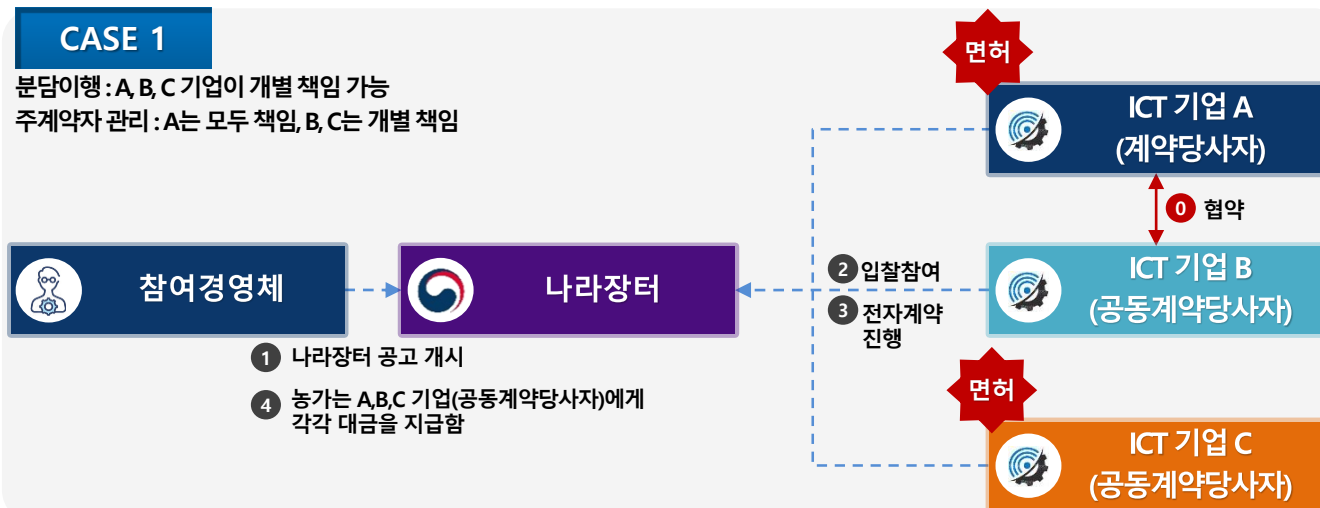 CASE 1
분담이행 : A, B, C 기업이 개별 책임 가능
주계약자 관리 : A는 모두 책임, B, C는 개별 책임
면허
ICT 기업 A
(계약당사자)
0 협약
참여경영체
나라장터
2 입찰참여
3 전자계약
진행
ICT 기업 B
(공동계약당사자)
1 나라장터 공고 개시
4 농가는 A,B,C 기업(공동계약당사자)에게
각각 대금을 지급함
면허
ICT 기업 C
(공동계약당사자)